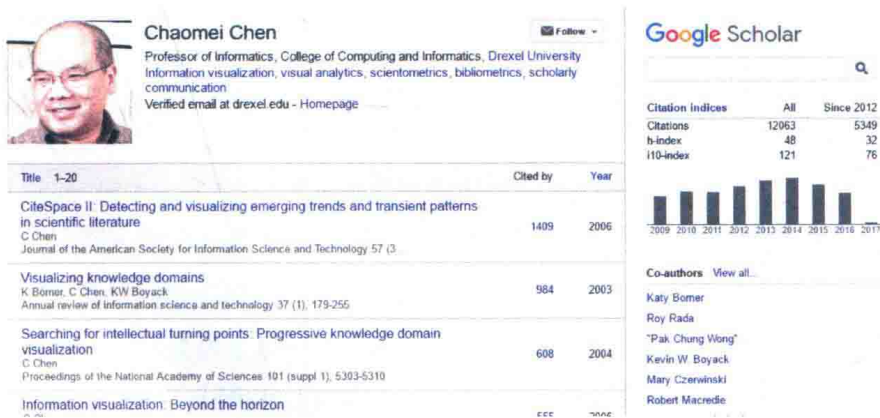 Chaomei Chen
Follow
Professor of Informatics, College of Computing and Informatics, Drexel University
Information visualization, visual analytics, scientometrics, bibliometrics, scholarly
communication
Verified email at drexel.edu - Homepage
Title 1–20 Cited by Year
CiteSpace II: Detecting and visualizing emerging trends and transient patterns
in scientific literature 1409 2006
C Chen
Journal of the American Society for Information Science and Technology 57 (3
Visualizing knowledge domains 984 2003
K Borner, C Chen, KW Boyack
Annual review of information science and technology 37 (1), 179-255
Searching for intellectual turning points: Progressive knowledge domain
visualization 608 2004
C Chen
Proceedings of the National Academy of Sciences 101 (suppl 1), 5303-5310
Information visualization: Beyond the horizon
Google Scholar
Citation indices All Since 2012
Citations 12063 5349
h-index 48 32
i10-index 121 76
2009 2010 2011 2012 2013 2014 2015 2016 2017
Co-authors View all...
Katy Borner
Roy Rada
"Pak Chung Wong"
Kevin W. Boyack
Mary Czerwinski
Robert Macredie